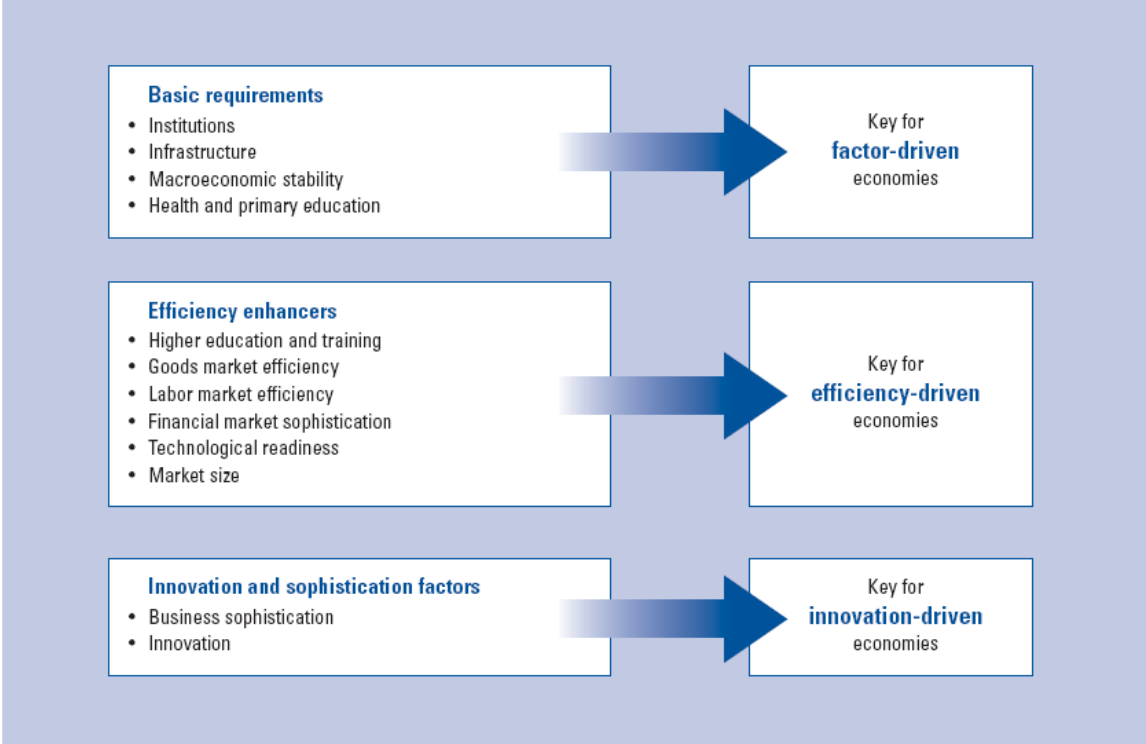 Basic requirements
• Institutions
• Infrastructure
• Macroeconomic stability
• Health and primary education
Key for
factor-driven
economies
Efficiency enhancers
• Higher education and training
• Goods market efficiency
• Labor market efficiency
• Financial market sophistication
• Technological readiness
• Market size
Key for
efficiency-driven
economies
Innovation and sophistication factors
• Business sophistication
• Innovation
Key for
innovation-driven
economies